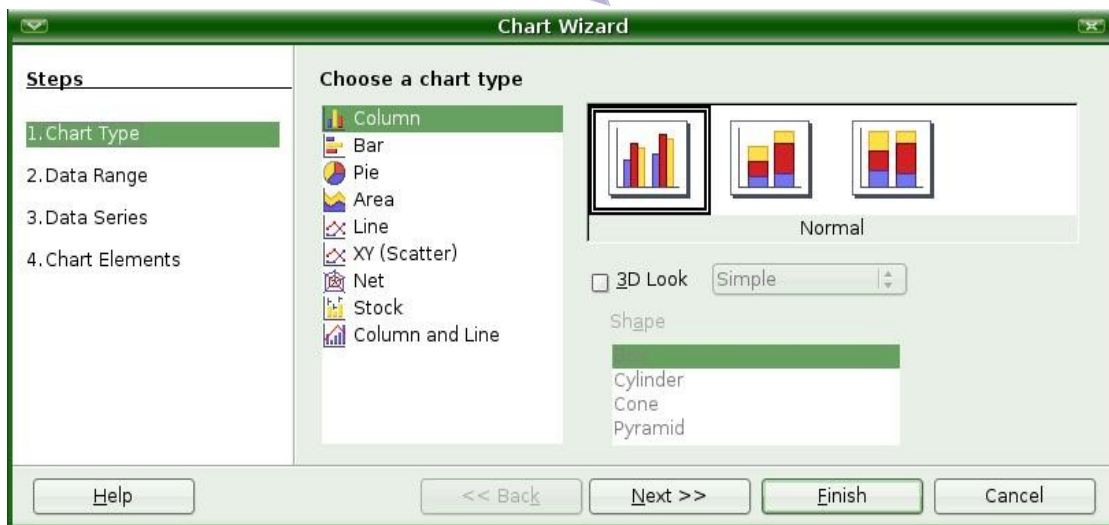 Chart Wizard
Steps
1.Chart Type
2.Data Range
3.Data Series
4.Chart Elements
Choose a chart type
Column
Bar
Pie
Area
Line
XY (Scatter)
Net
Stock
Column and Line
Normal
3D Look
Simple
Shape
Cylinder
Cone
Pyramid
Help
<< Back
Next >>
Finish
Cancel